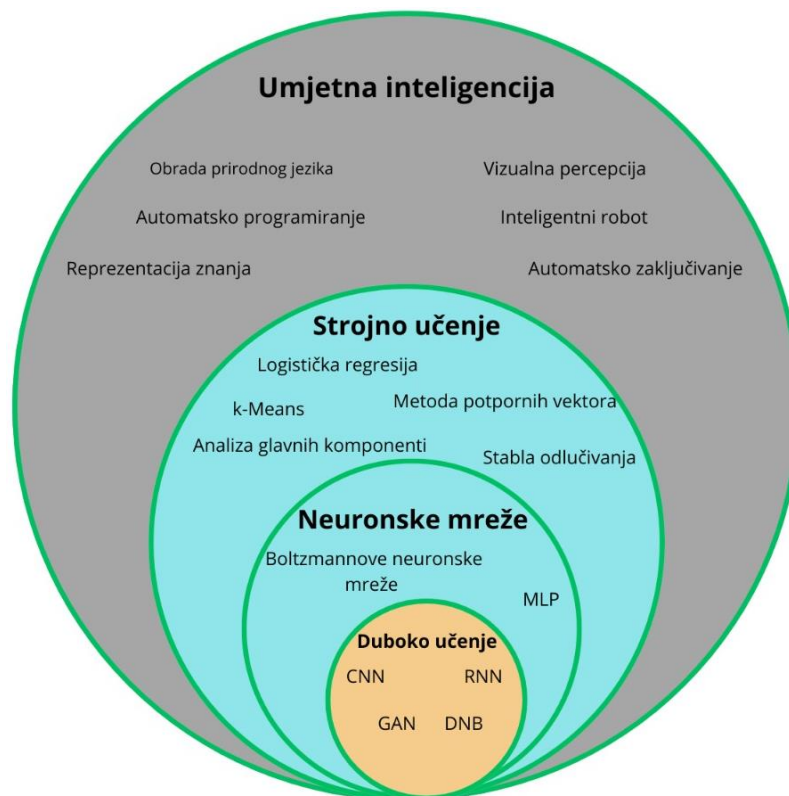 Umjetna inteligencija
Obrada prirodnog jezika
Vizualna percepcija
Automatsko programiranje
Inteligentni robot
Reprezentacija znanja
Automatsko zaključivanje
Strojno učenje
Logistička regresija
k-Means
Metoda potpornih vektora
Analiza glavnih komponenti
Stabla odlučivanja
Neuronske mreže
Boltzmannove neuronske
mreže
MLP
Duboko učenje
CNN
RNN
GAN
DNB